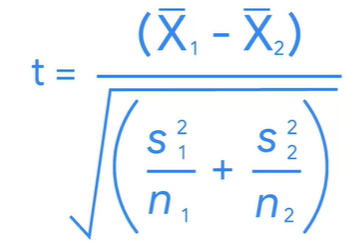 t = (X̅₁ - X̅₂) / √(s₁²/n₁ + s₂²/n₂)